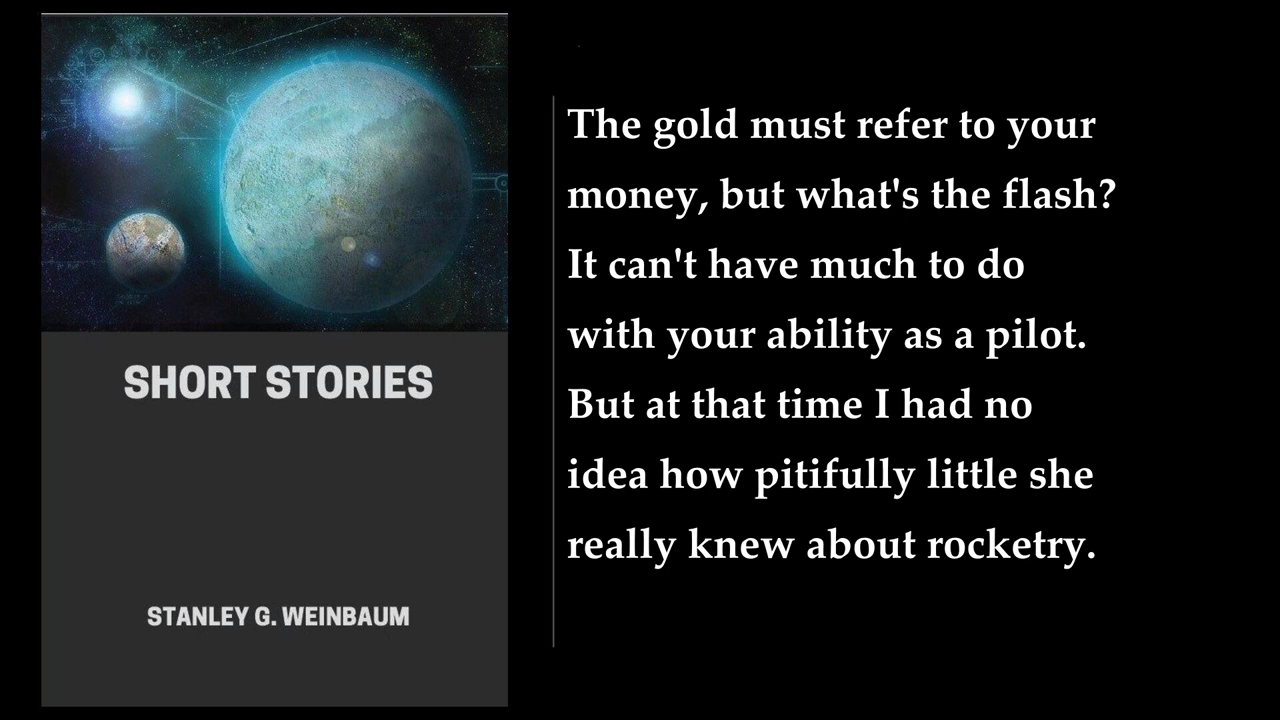 SHORT STORIES
STANLEY G. WEINBAUM
The gold must refer to your
money, but what's the flash?
It can't have much to do
with your ability as a pilot.
But at that time I had no
idea how pitifully little she
really knew about rocketry.